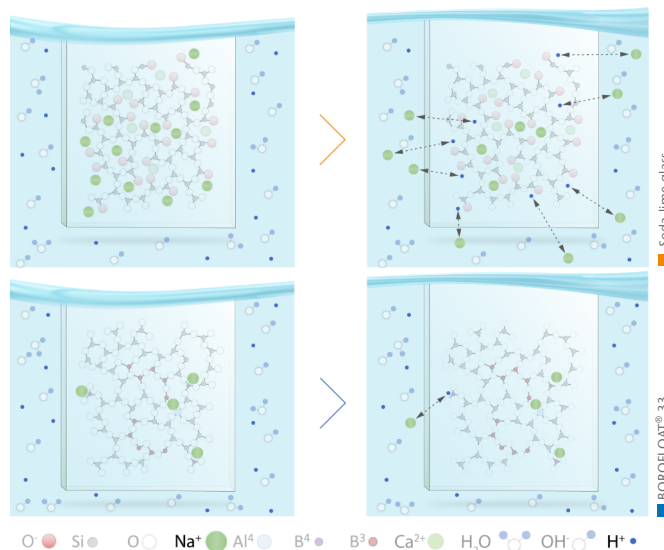 Soda-lime glass
BOROFLOAT® 33
O⁻ Si O Na⁺ Al⁴ B⁴ B³ Ca²⁺ H₂O OH⁻ H⁺